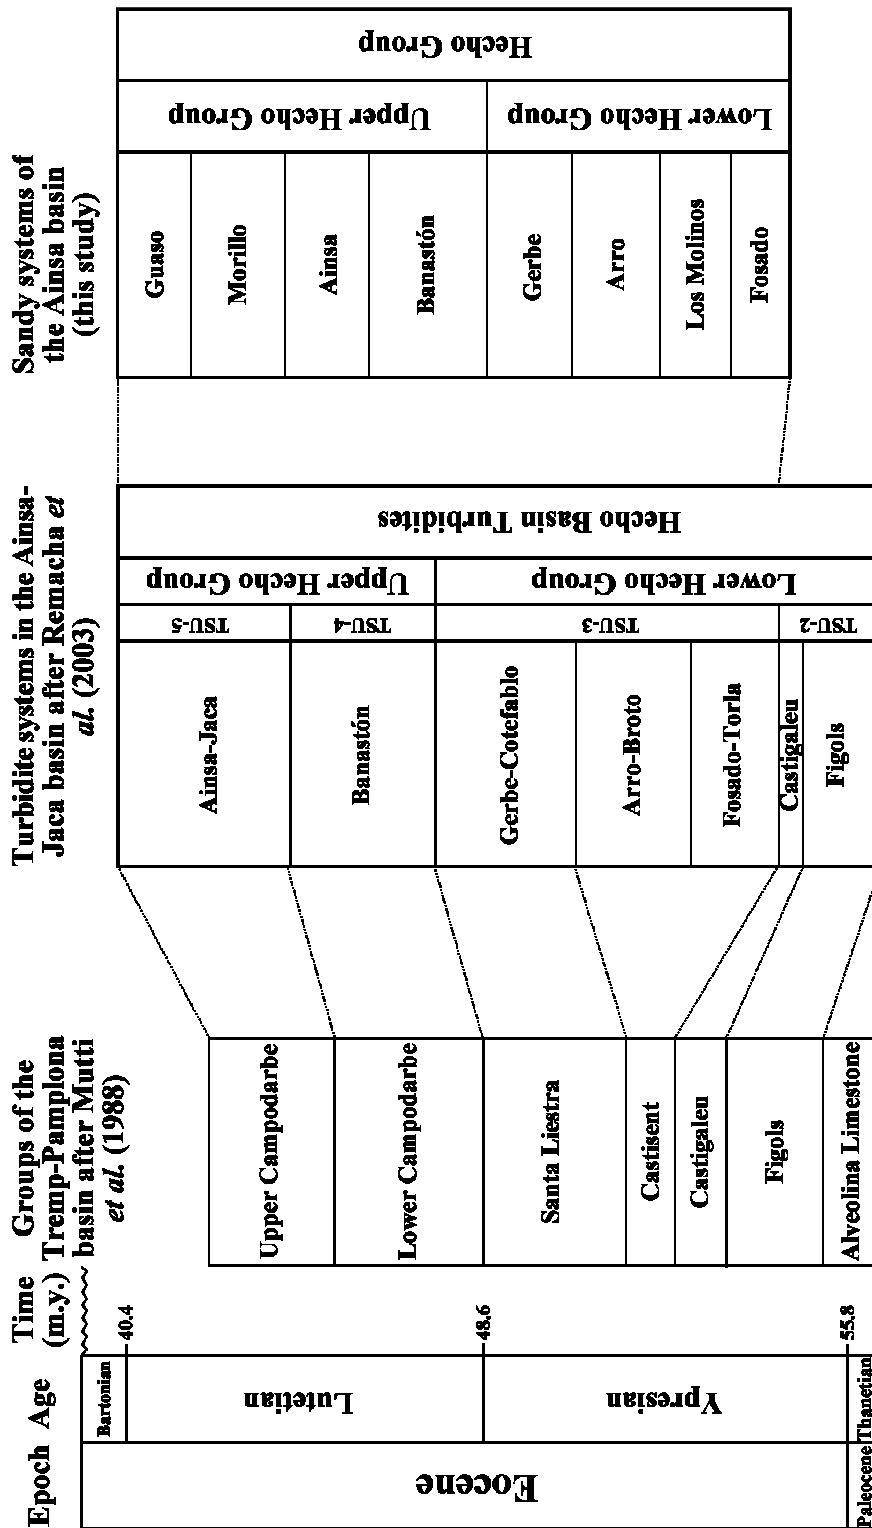 Epoch
Age
Time
(m.y.)
Groups of the
Tremp-Pamplona
basin after Mutti
et al. (1988)
Turbidite systems in the Ainsa-
Jaca basin after Remacha et
al. (2003)
Sandy systems of
the Ainsa basin
(this study)
Eocene
Paleocene
Bartonian
Lutetian
Ypresian
Thanetian
40.4
48.6
55.8
Upper Campodarbe
Lower Campodarbe
Santa Liestra
Castisent
Castigaleu
Figols
Alveolina Limestone
Ainsa-Jaca
Banastón
Gerbe-Cotefablo
Arro-Broto
Fosado-Torla
Castigaleu
Figols
TSU-5
TSU-4
TSU-3
TSU-2
Upper Hecho Group
Lower Hecho Group
Hecho Basin Turbidites
Guaso
Morillo
Ainsa
Banastón
Gerbe
Arro
Los Molinos
Fosado
Upper Hecho Group
Lower Hecho Group
Hecho Group